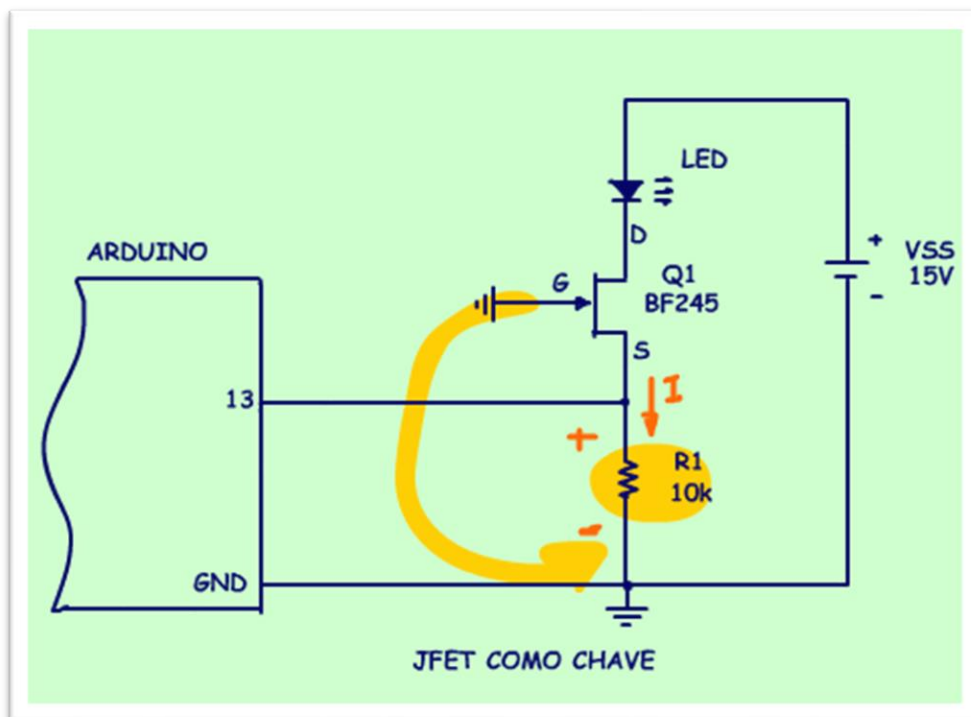 LED
D
ARDUINO
G
Q1
BF245
+
VSS
15V
-
S
13
I
+
R1
10k
-
GND
JFET COMO CHAVE